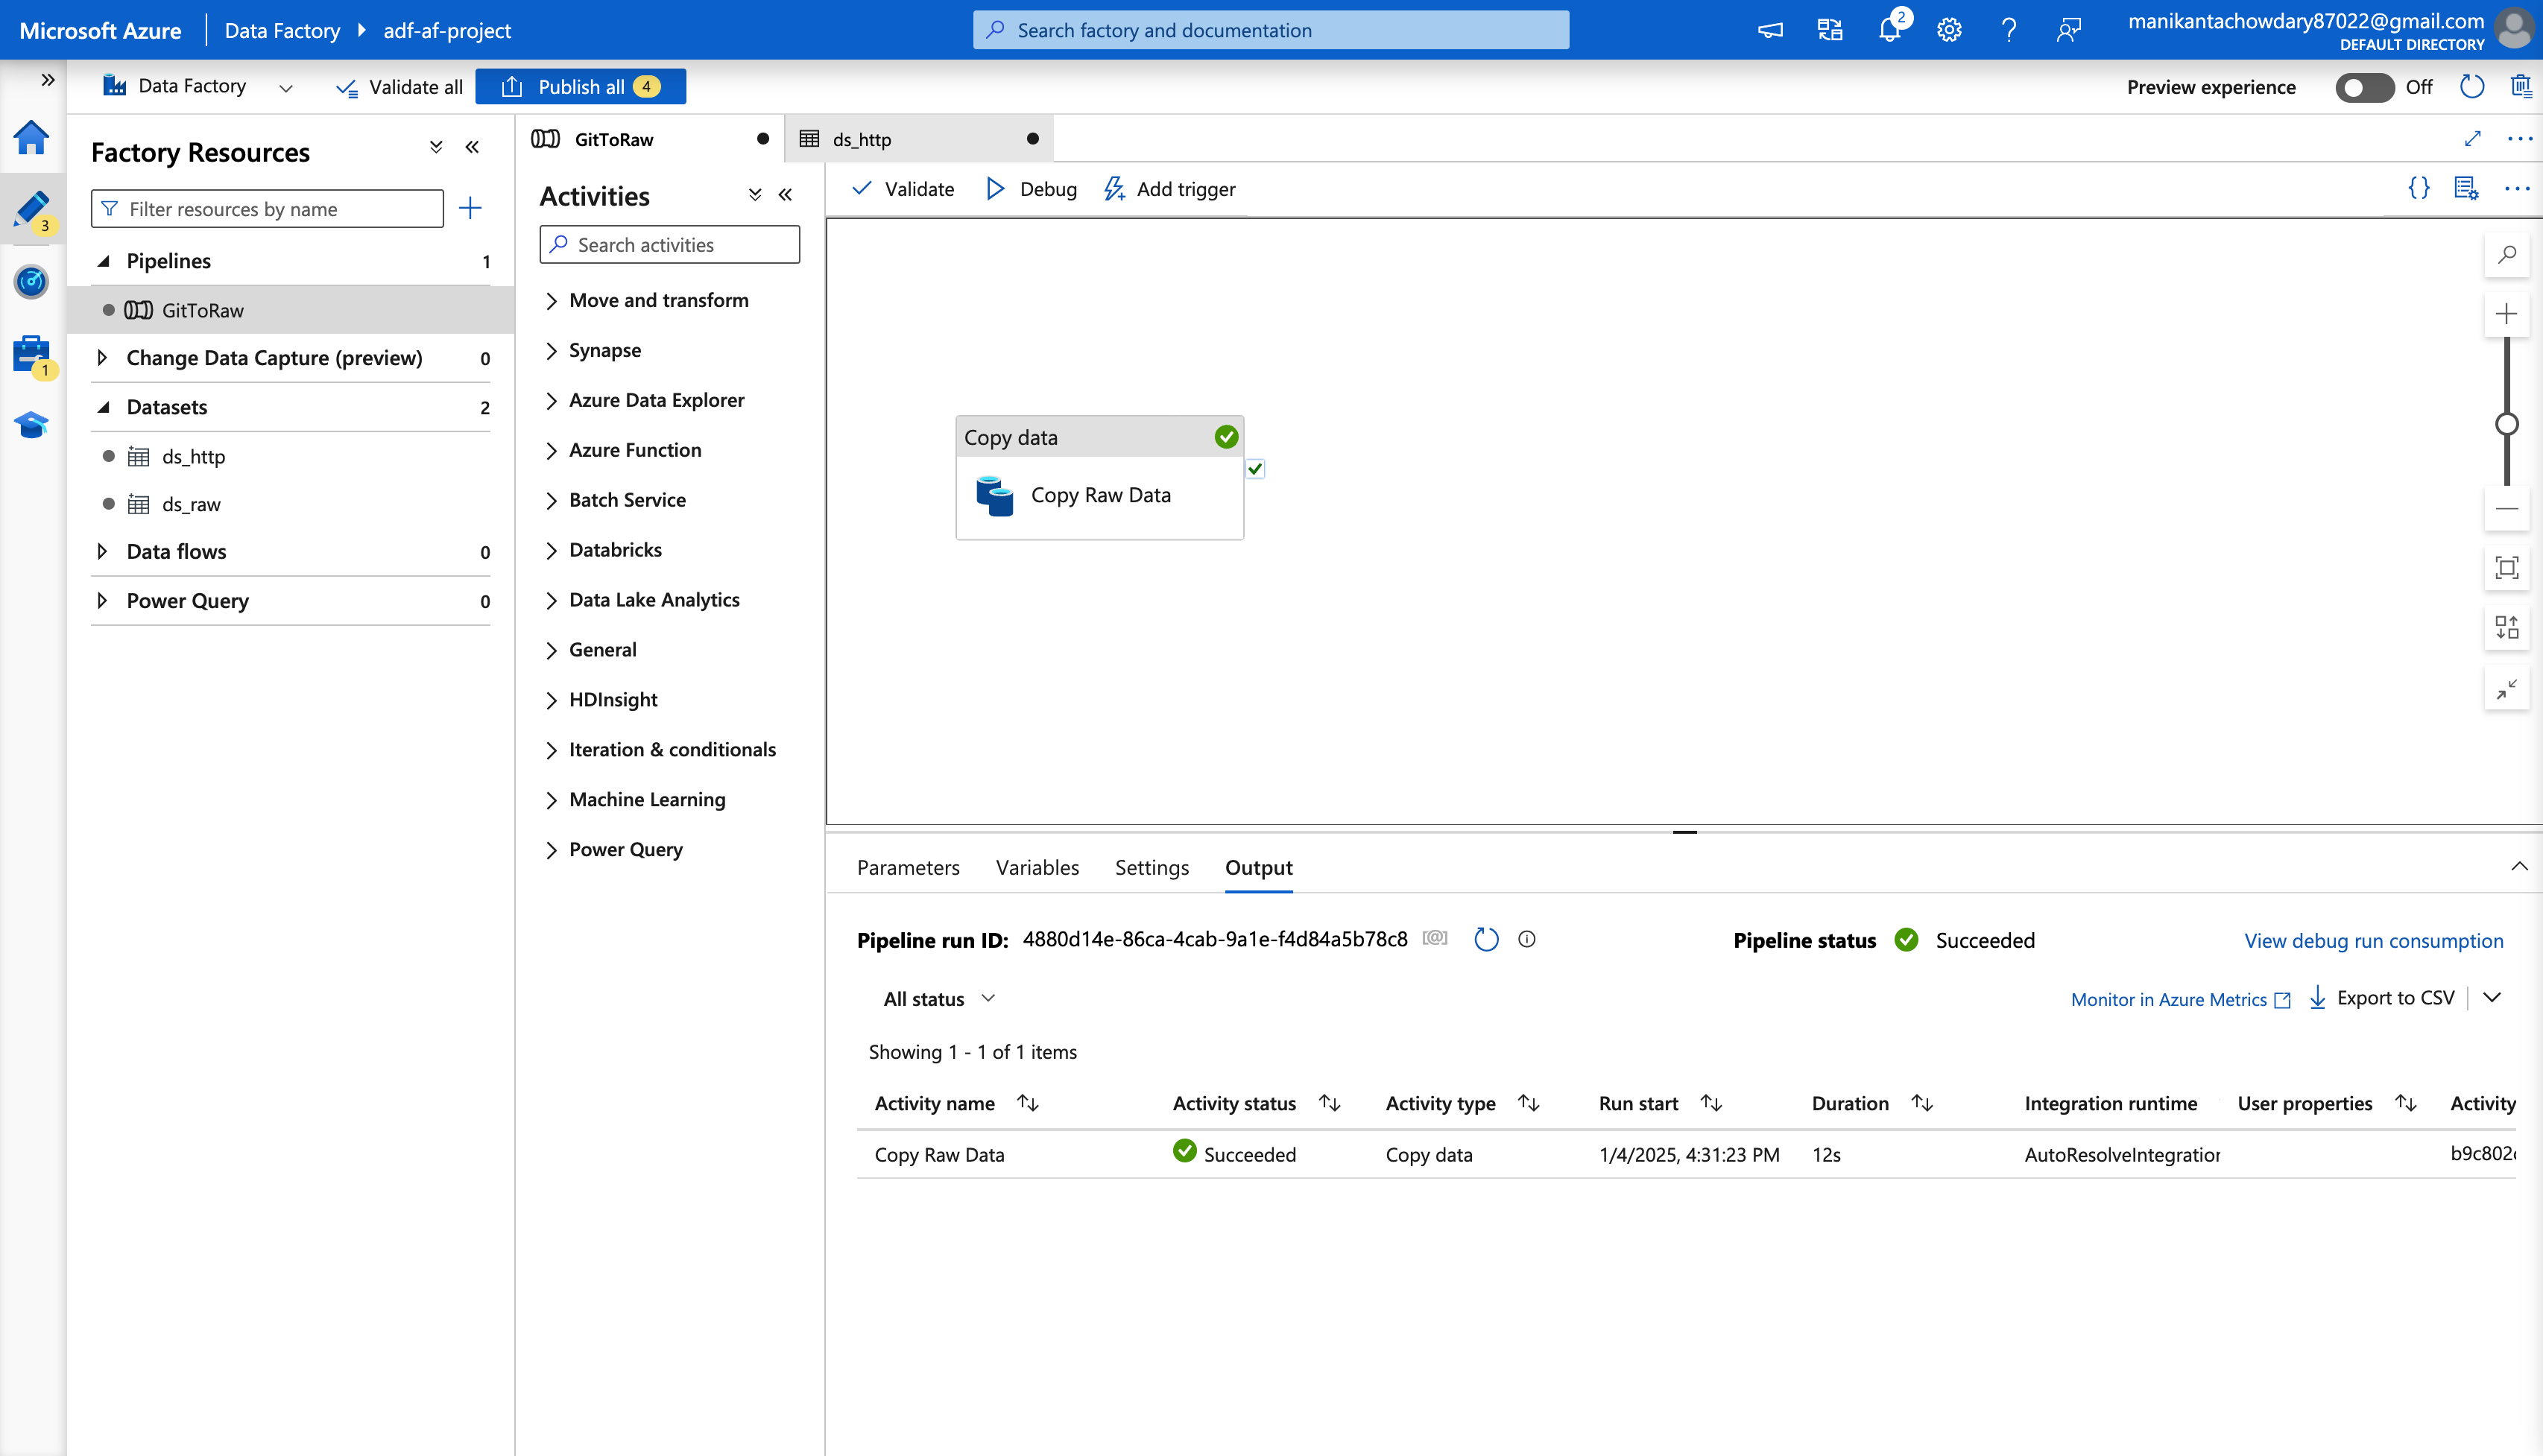 Microsoft Azure
Data Factory
adf-af-project
Search factory and documentation
2
manikantachowdary87022@gmail.com
DEFAULT DIRECTORY
Data Factory
Validate all
Publish all
4
Preview experience
Off
3
1
Factory Resources
Filter resources by name
Pipelines
1
GitToRaw
Change Data Capture (preview)
0
Datasets
2
ds_http
ds_raw
Data flows
0
Power Query
0
GitToRaw
ds_http
Activities
Search activities
Move and transform
Synapse
Azure Data Explorer
Azure Function
Batch Service
Databricks
Data Lake Analytics
General
HDInsight
Iteration & conditionals
Machine Learning
Power Query
Validate
Debug
Add trigger
Copy data
Copy Raw Data
Parameters
Variables
Settings
Output
Pipeline run ID: 4880d14e-86ca-4cab-9a1e-f4d84a5b78c8
Pipeline status
Succeeded
View debug run consumption
All status
Monitor in Azure Metrics
Export to CSV
Showing 1 - 1 of 1 items
Activity name
Activity status
Activity type
Run start
Duration
Integration runtime
User properties
Activity
Copy Raw Data
Succeeded
Copy data
1/4/2025, 4:31:23 PM
12s
AutoResolveIntegration
b9c802